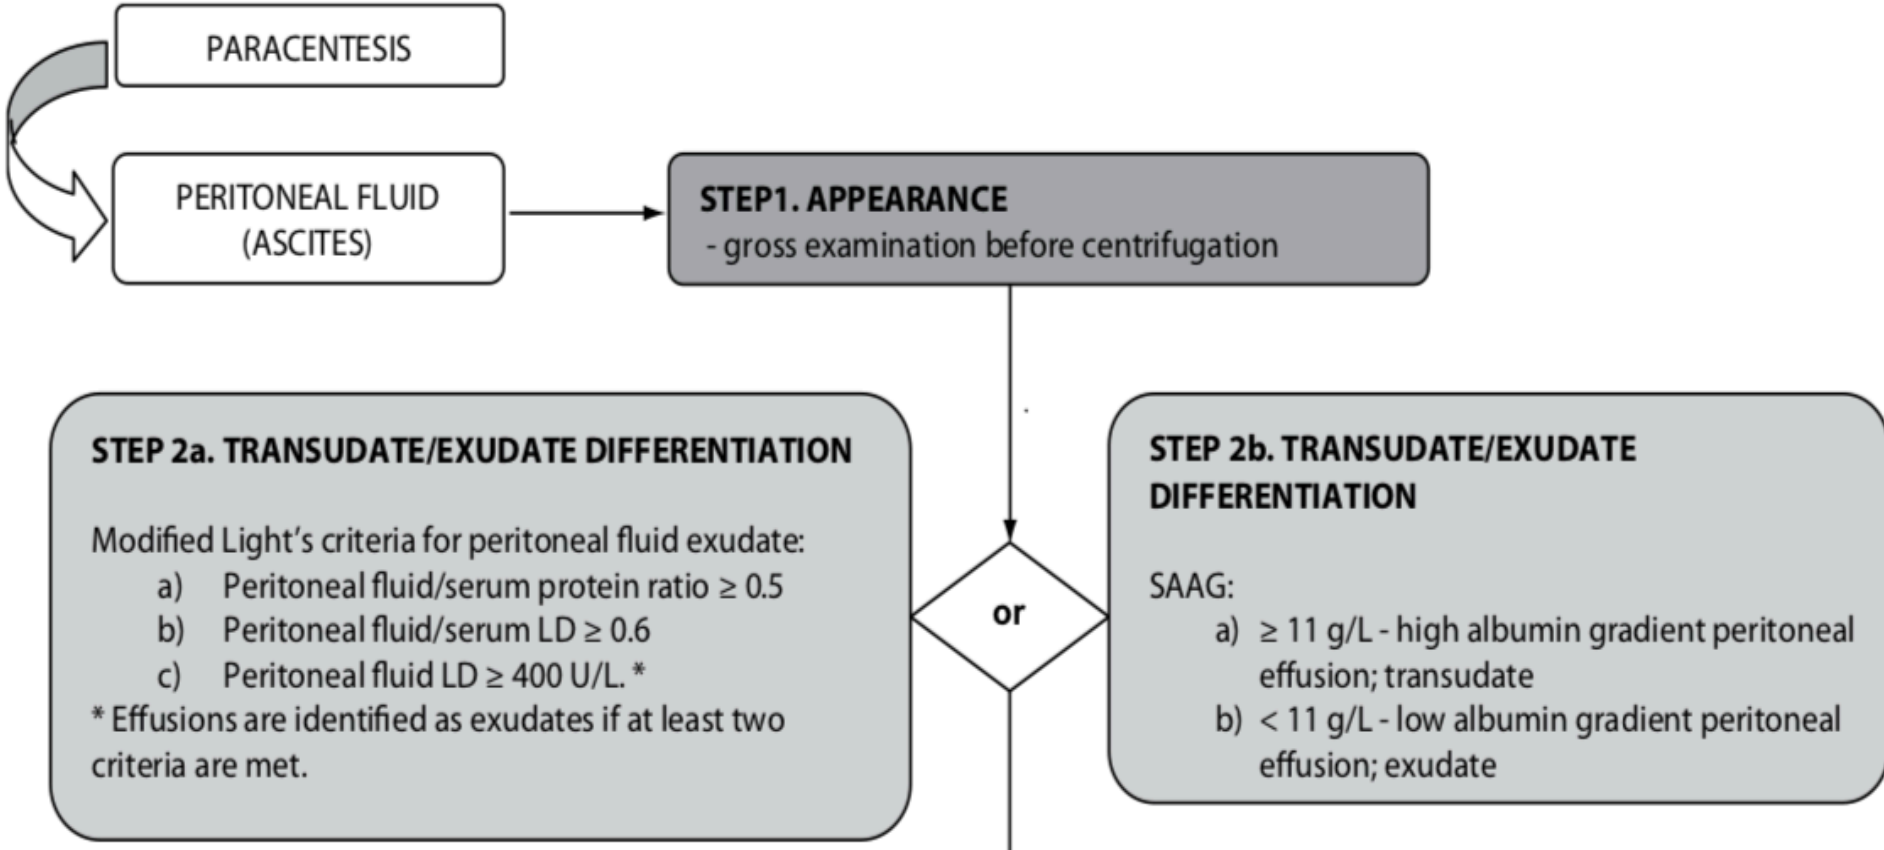 PARACENTESIS
PERITONEAL FLUID
(ASCITES)
STEP1. APPEARANCE
- gross examination before centrifugation
STEP 2a. TRANSUDATE/EXUDATE DIFFERENTIATION
Modified Light's criteria for peritoneal fluid exudate:
a) Peritoneal fluid/serum protein ratio ≥ 0.5
b) Peritoneal fluid/serum LD ≥ 0.6
c) Peritoneal fluid LD ≥ 400 U/L. *
* Effusions are identified as exudates if at least two
criteria are met.
or
STEP 2b. TRANSUDATE/EXUDATE
DIFFERENTIATION
SAAG:
a) ≥ 11 g/L - high albumin gradient peritoneal
effusion; transudate
b) < 11 g/L - low albumin gradient peritoneal
effusion; exudate